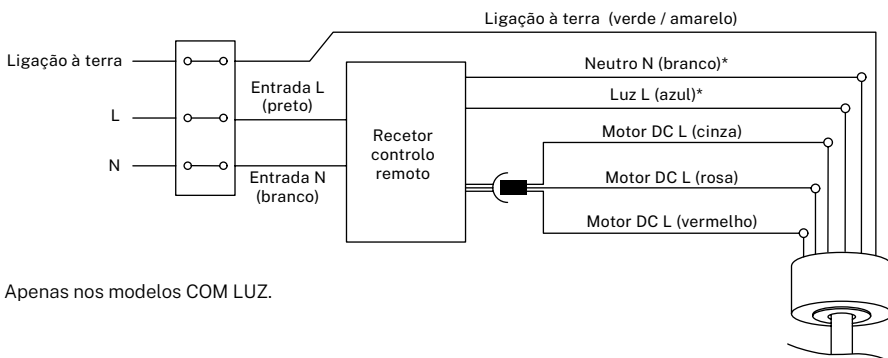 Ligação à terra (verde / amarelo)
Ligação à terra
Neutro N (branco)*
Entrada L
(preto)
Luz L (azul)*
L
Motor DC L (cinza)
Recetor
controlo
remoto
N
Entrada N
(branco)
Motor DC L (rosa)
Motor DC L (vermelho)
Apenas nos modelos COM LUZ.